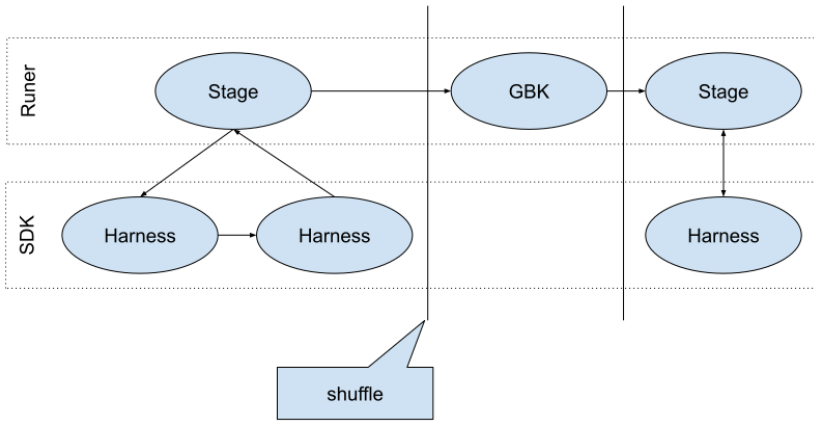 Runer
Stage
GBK
Stage
SDK
Harness
Harness
Harness
shuffle